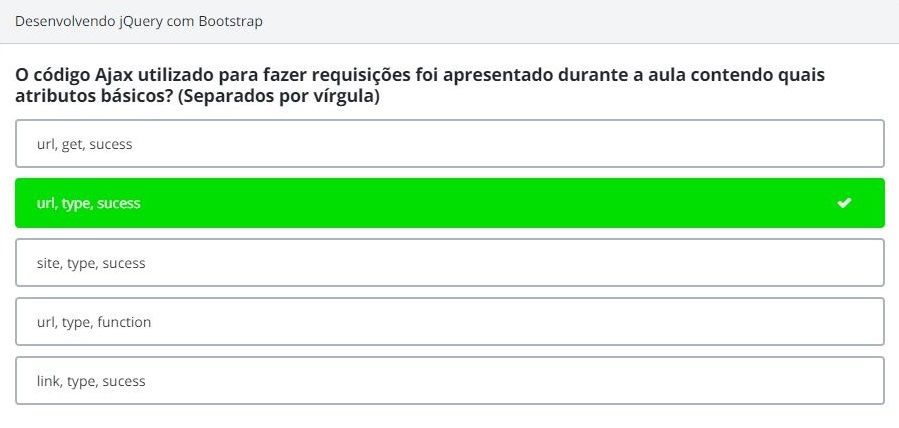 Desenvolvendo jQuery com Bootstrap
O código Ajax utilizado para fazer requisições foi apresentado durante a aula contendo quais
atributos básicos? (Separados por vírgula)
url, get, sucess
url, type, sucess
site, type, sucess
url, type, function
link, type, sucess